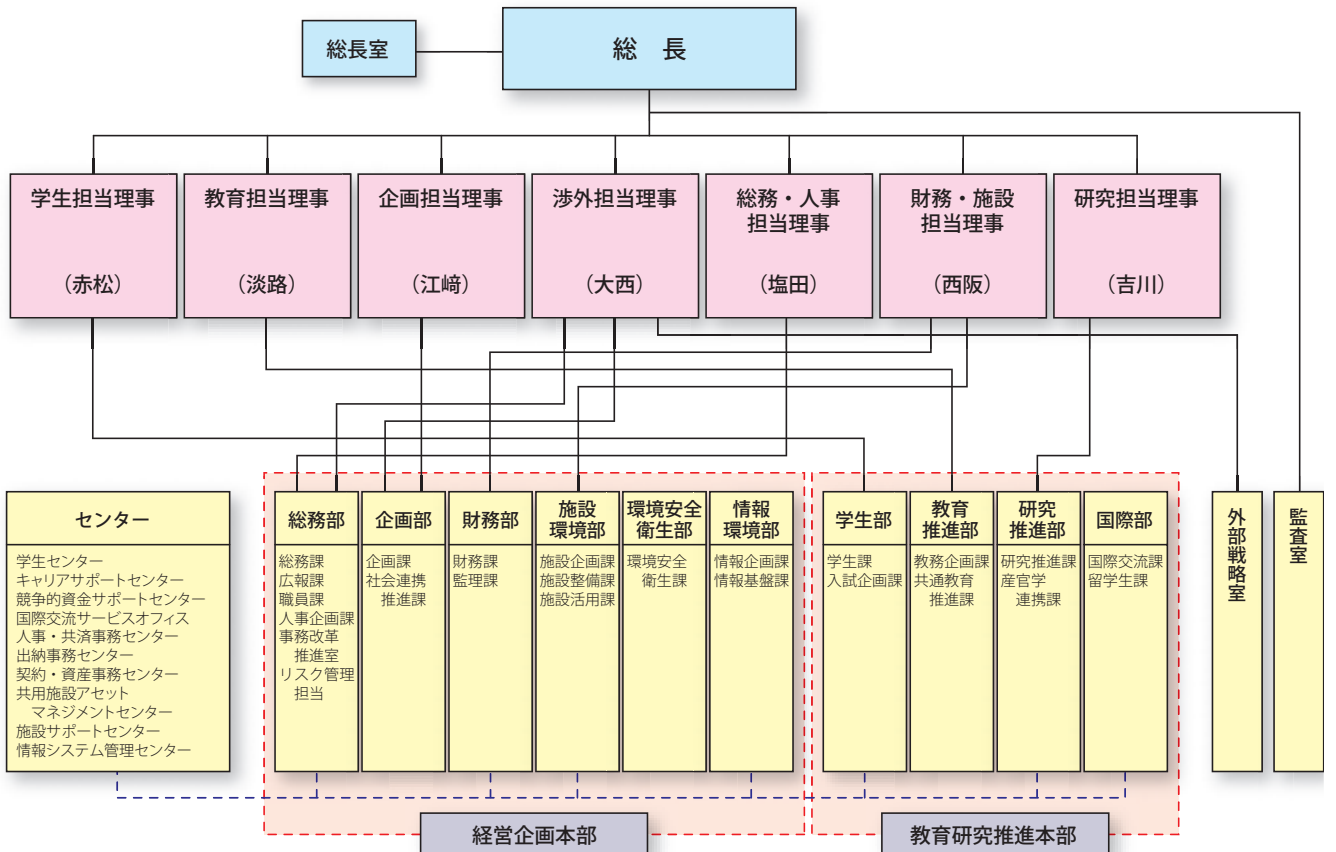 総長室
総　長
学生担当理事
（赤松）
教育担当理事
（淡路）
企画担当理事
（江﨑）
渉外担当理事
（大西）
総務・人事
担当理事
（塩田）
財務・施設
担当理事
（西阪）
研究担当理事
（吉川）
センター
学生センター
キャリアサポートセンター
競争的資金サポートセンター
国際交流サービスオフィス
人事・共済事務センター
出納事務センター
契約・資産事務センター
共用施設アセット
マネジメントセンター
施設サポートセンター
情報システム管理センター
総務部
総務課
広報課
職員課
人事企画課
事務改革
推進室
リスク管理
担当
企画部
企画課
社会連携
推進課
財務部
財務課
監理課
施設
環境部
施設企画課
施設整備課
施設活用課
環境安全
衛生部
環境安全
衛生課
情報
環境部
情報企画課
情報基盤課
学生部
学生課
入試企画課
教育
推進部
教務企画課
共通教育
推進課
研究
推進部
研究推進課
産官学
連携課
国際部
国際交流課
留学生課
外部戦略室
監査室
経営企画本部
教育研究推進本部